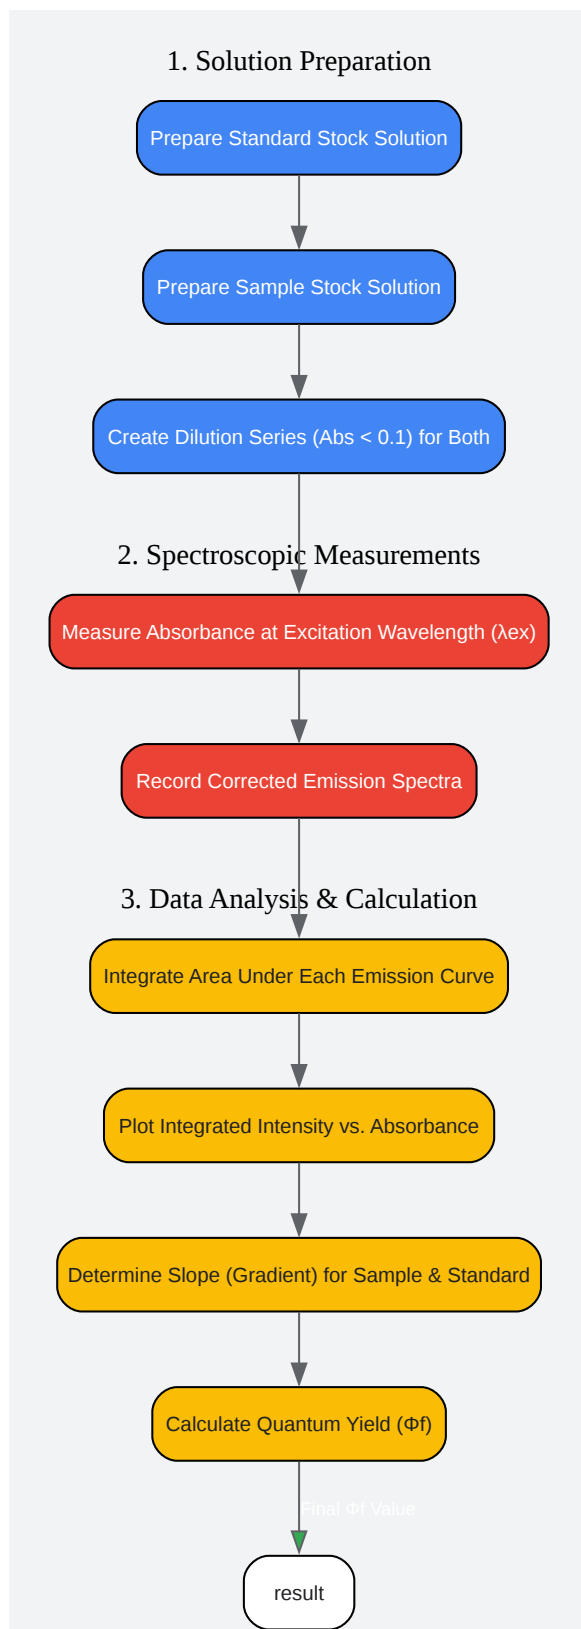 1. Solution Preparation
Prepare Standard Stock Solution
Prepare Sample Stock Solution
Create Dilution Series (Abs < 0.1) for Both
2. Spectroscopic Measurements
Measure Absorbance at Excitation Wavelength (λex)
Record Corrected Emission Spectra
3. Data Analysis & Calculation
Integrate Area Under Each Emission Curve
Plot Integrated Intensity vs. Absorbance
Determine Slope (Gradient) for Sample & Standard
Calculate Quantum Yield (Φf)
Final Φf Value
result